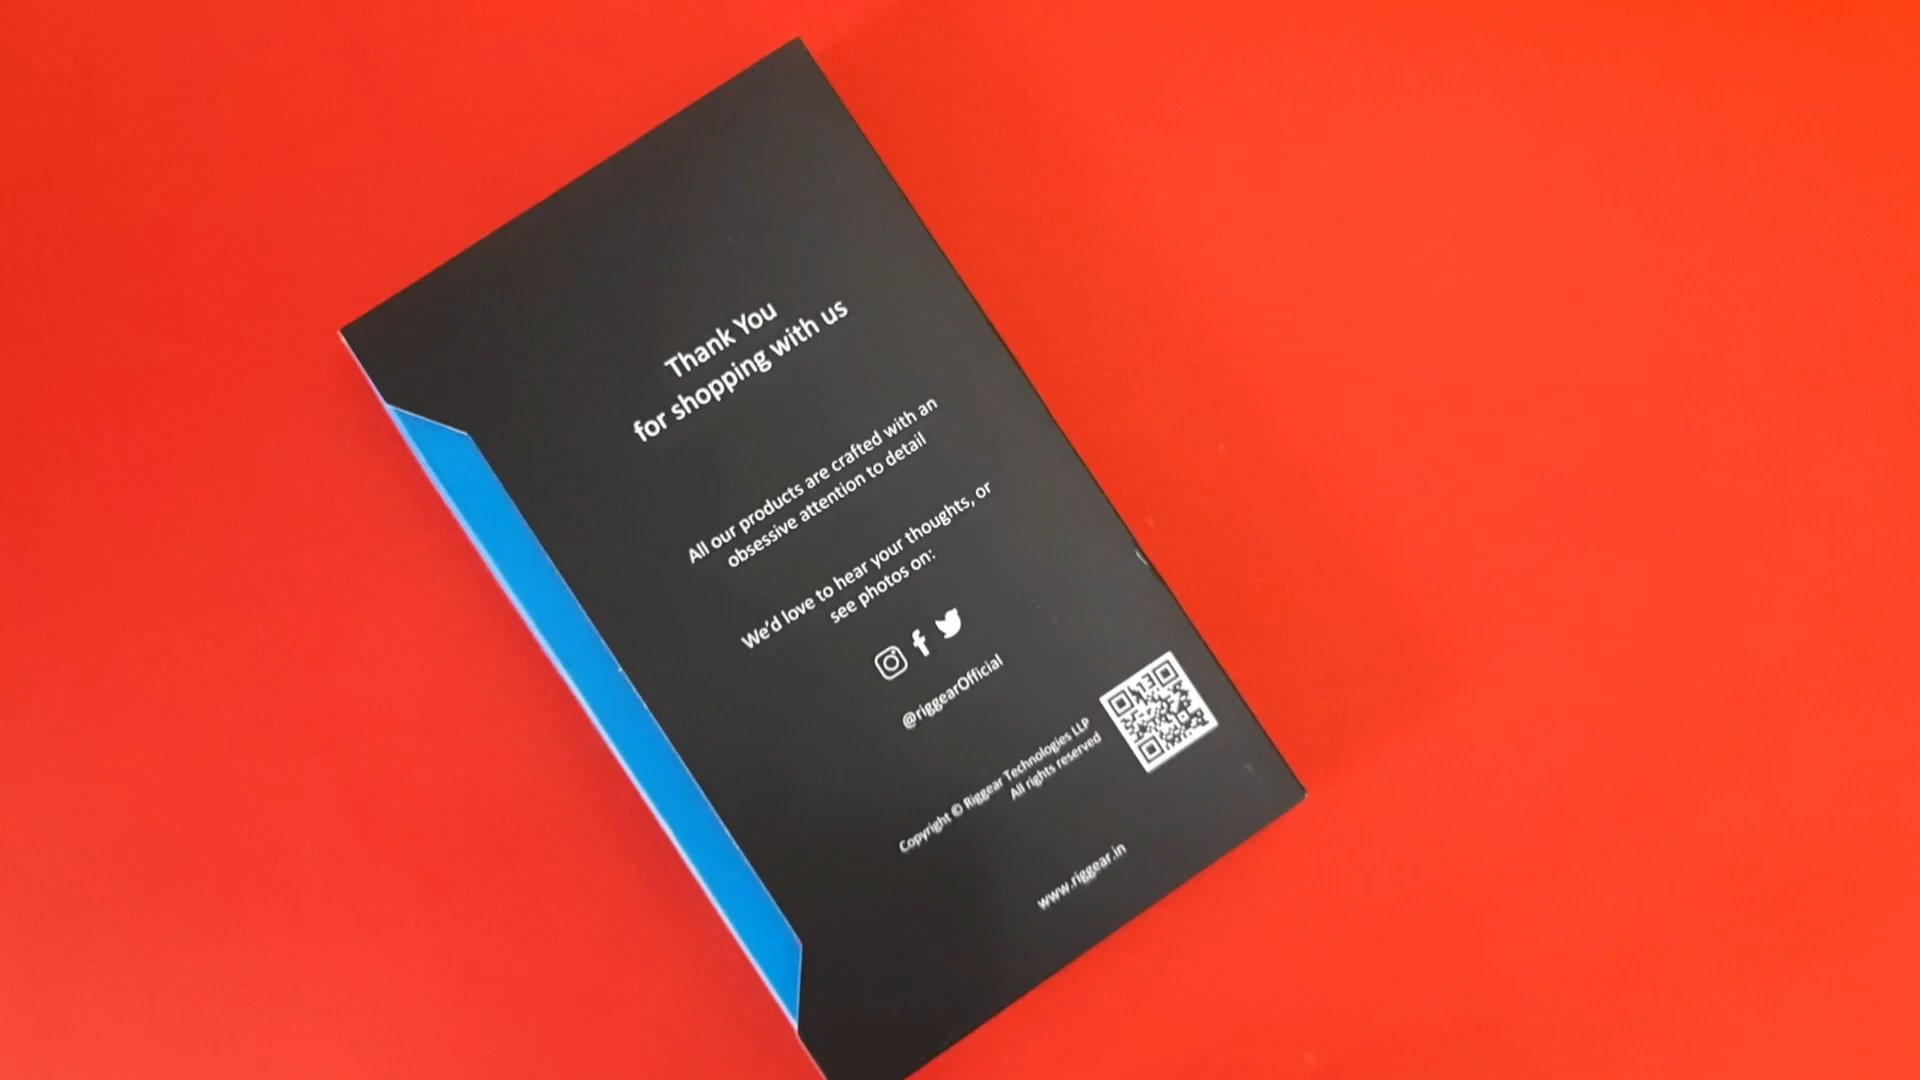 Thank You
for shopping with us
All our products are crafted with an
obsessive attention to detail
We'd love to hear your thoughts, or
see photos on:
@riggearOfficial
Copyright © Riggear Technologies LLP
All rights reserved
www.riggear.in